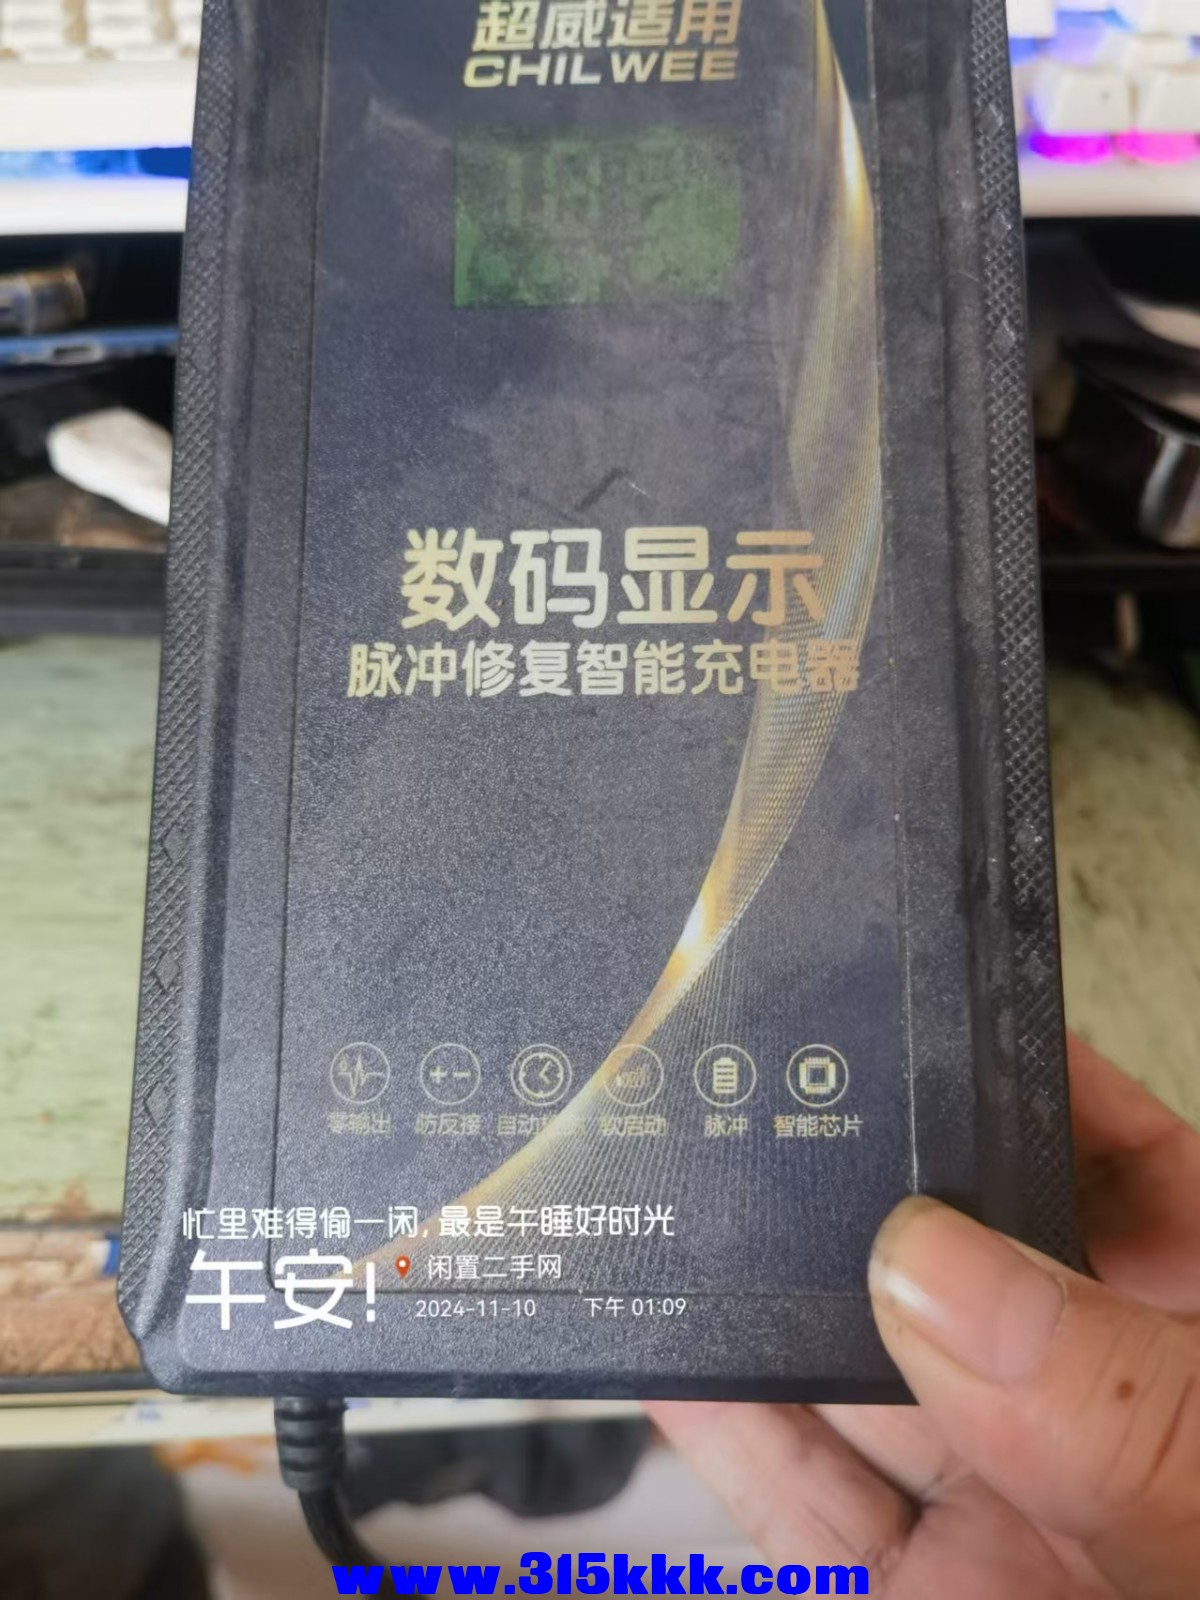 超威适用
CHILWEE
数码显示
脉冲修复智能充电器
零输出 防反接 自动 软启动 脉冲 智能芯片
忙里难得偷一闲,最是午睡好时光
午安!
闲置二手网
2024-11-10 下午 01:09
www.315kkk.com